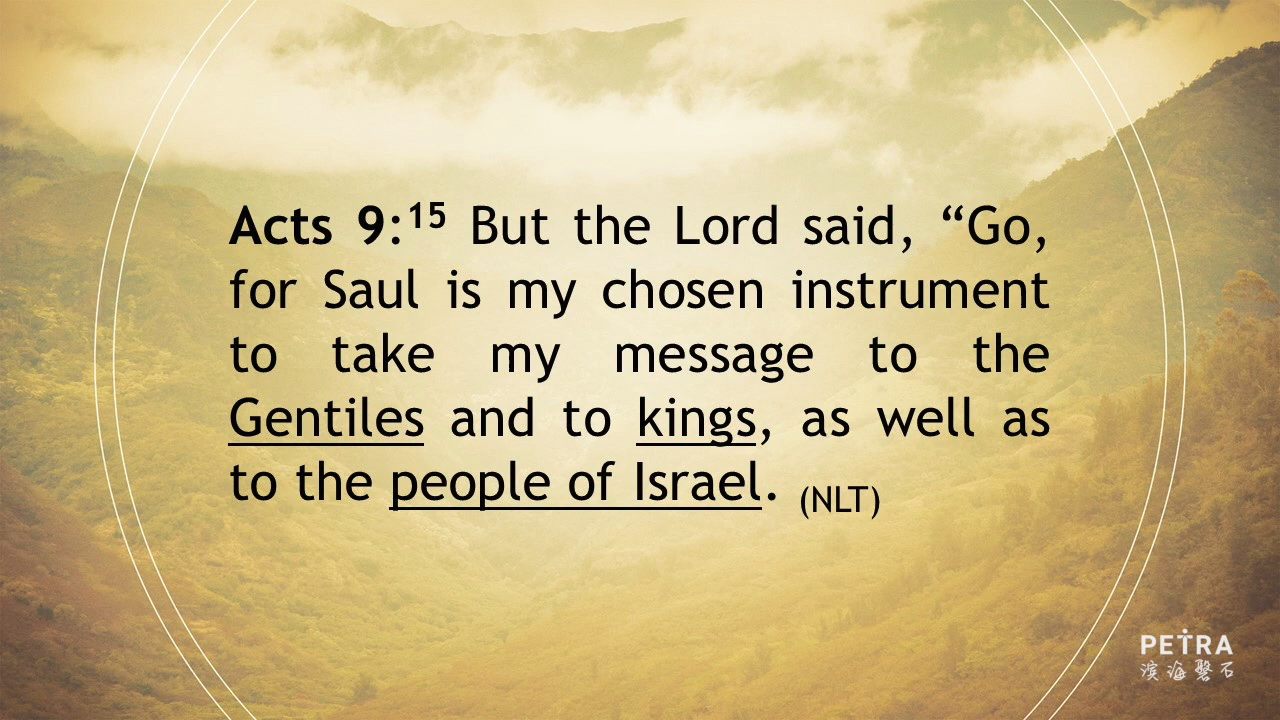 Acts 9:15 But the Lord said, “Go,
for Saul is my chosen instrument
to take my message to the
Gentiles and to kings, as well as
to the people of Israel. (NLT)
PETRA
滨海磐石